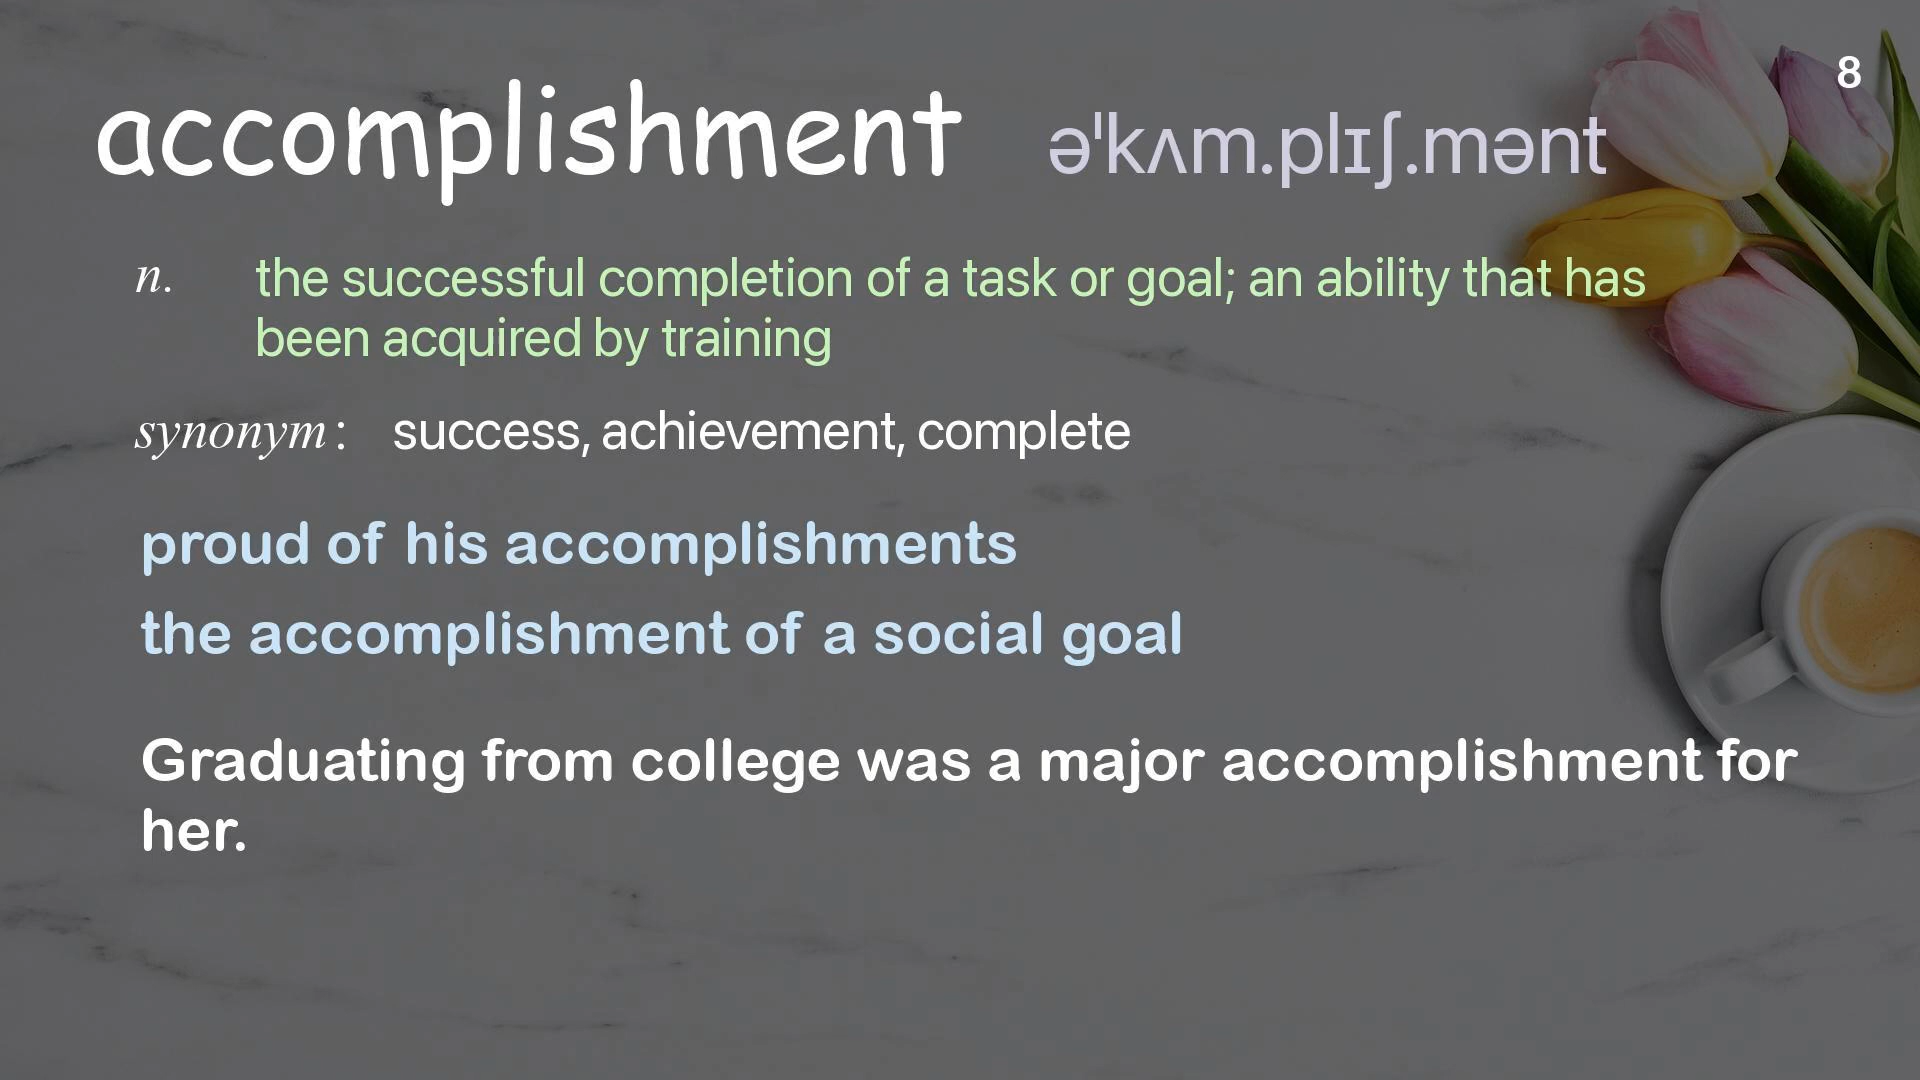 8
accomplishment əˈkʌm.plɪʃ.mənt
n. the successful completion of a task or goal; an ability that has
been acquired by training
synonym: success, achievement, complete
proud of his accomplishments
the accomplishment of a social goal
Graduating from college was a major accomplishment for
her.